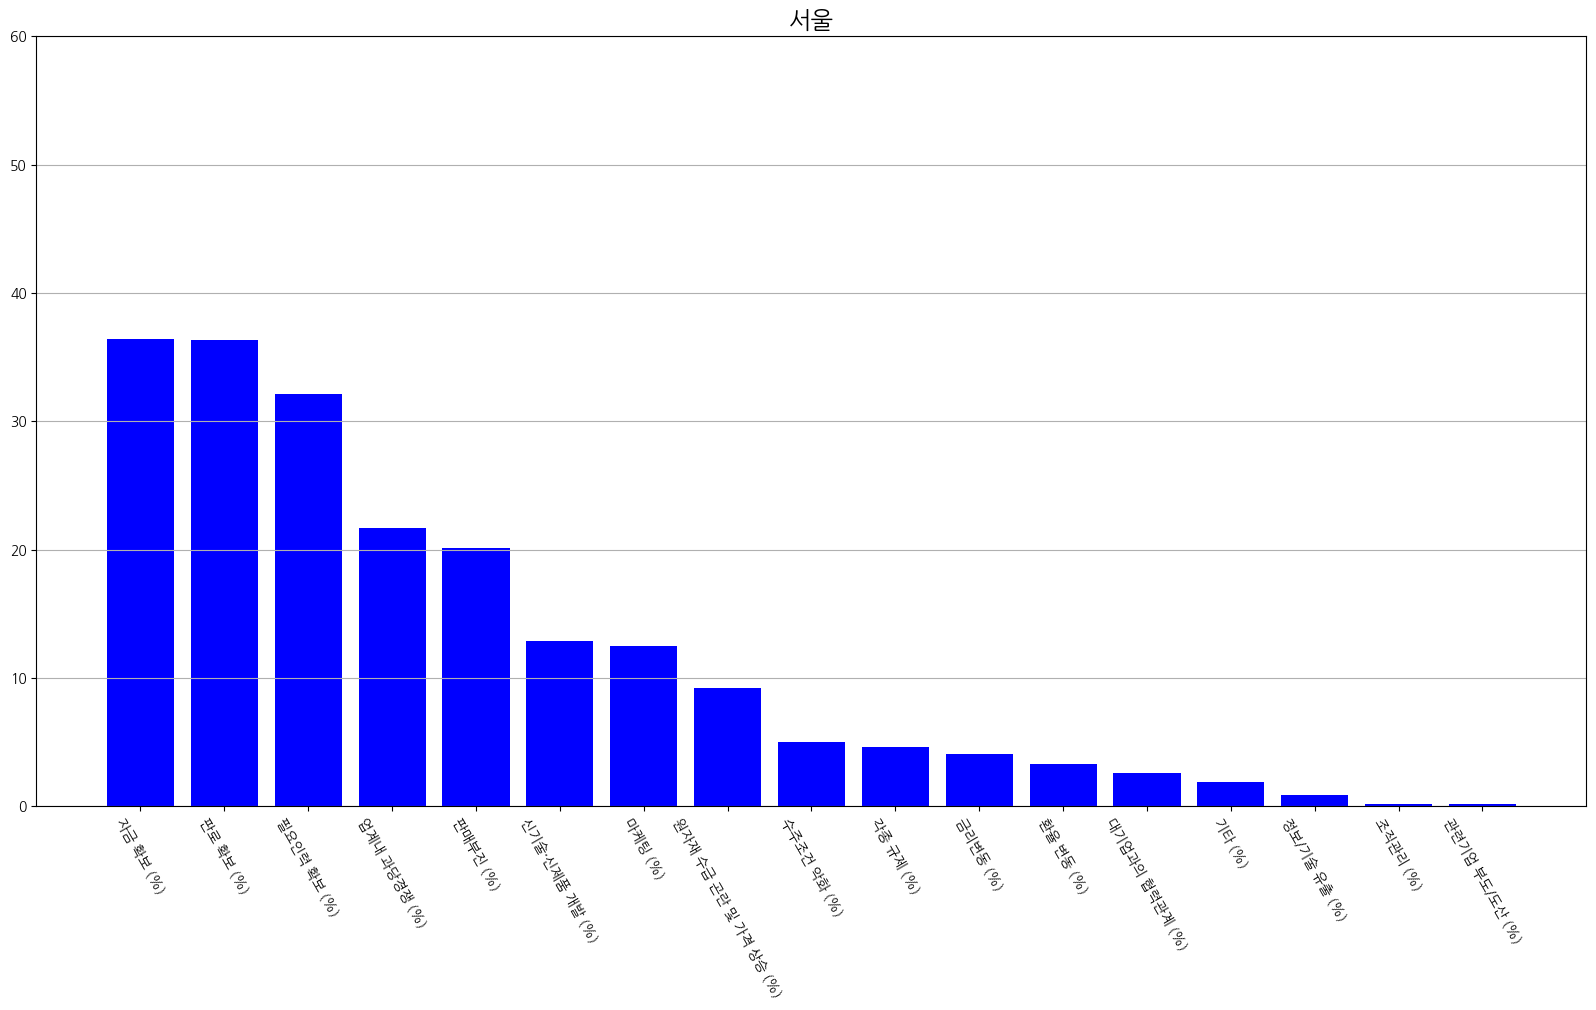 서울
60
50
40
30
20
10
0
자금 확보 (%)
판로 확보 (%)
필요인력 확보 (%)
업계내 과당경쟁 (%)
판매부진 (%)
신기술·신제품 개발 (%)
마케팅 (%)
원자재 수급 곤란 및 가격 상승 (%)
수주조건 악화 (%)
각종 규제 (%)
금리변동 (%)
환율 변동 (%)
대기업과의 협력관계 (%)
기타 (%)
정보/기술 유출 (%)
조직관리 (%)
관련기업 부도/도산 (%)